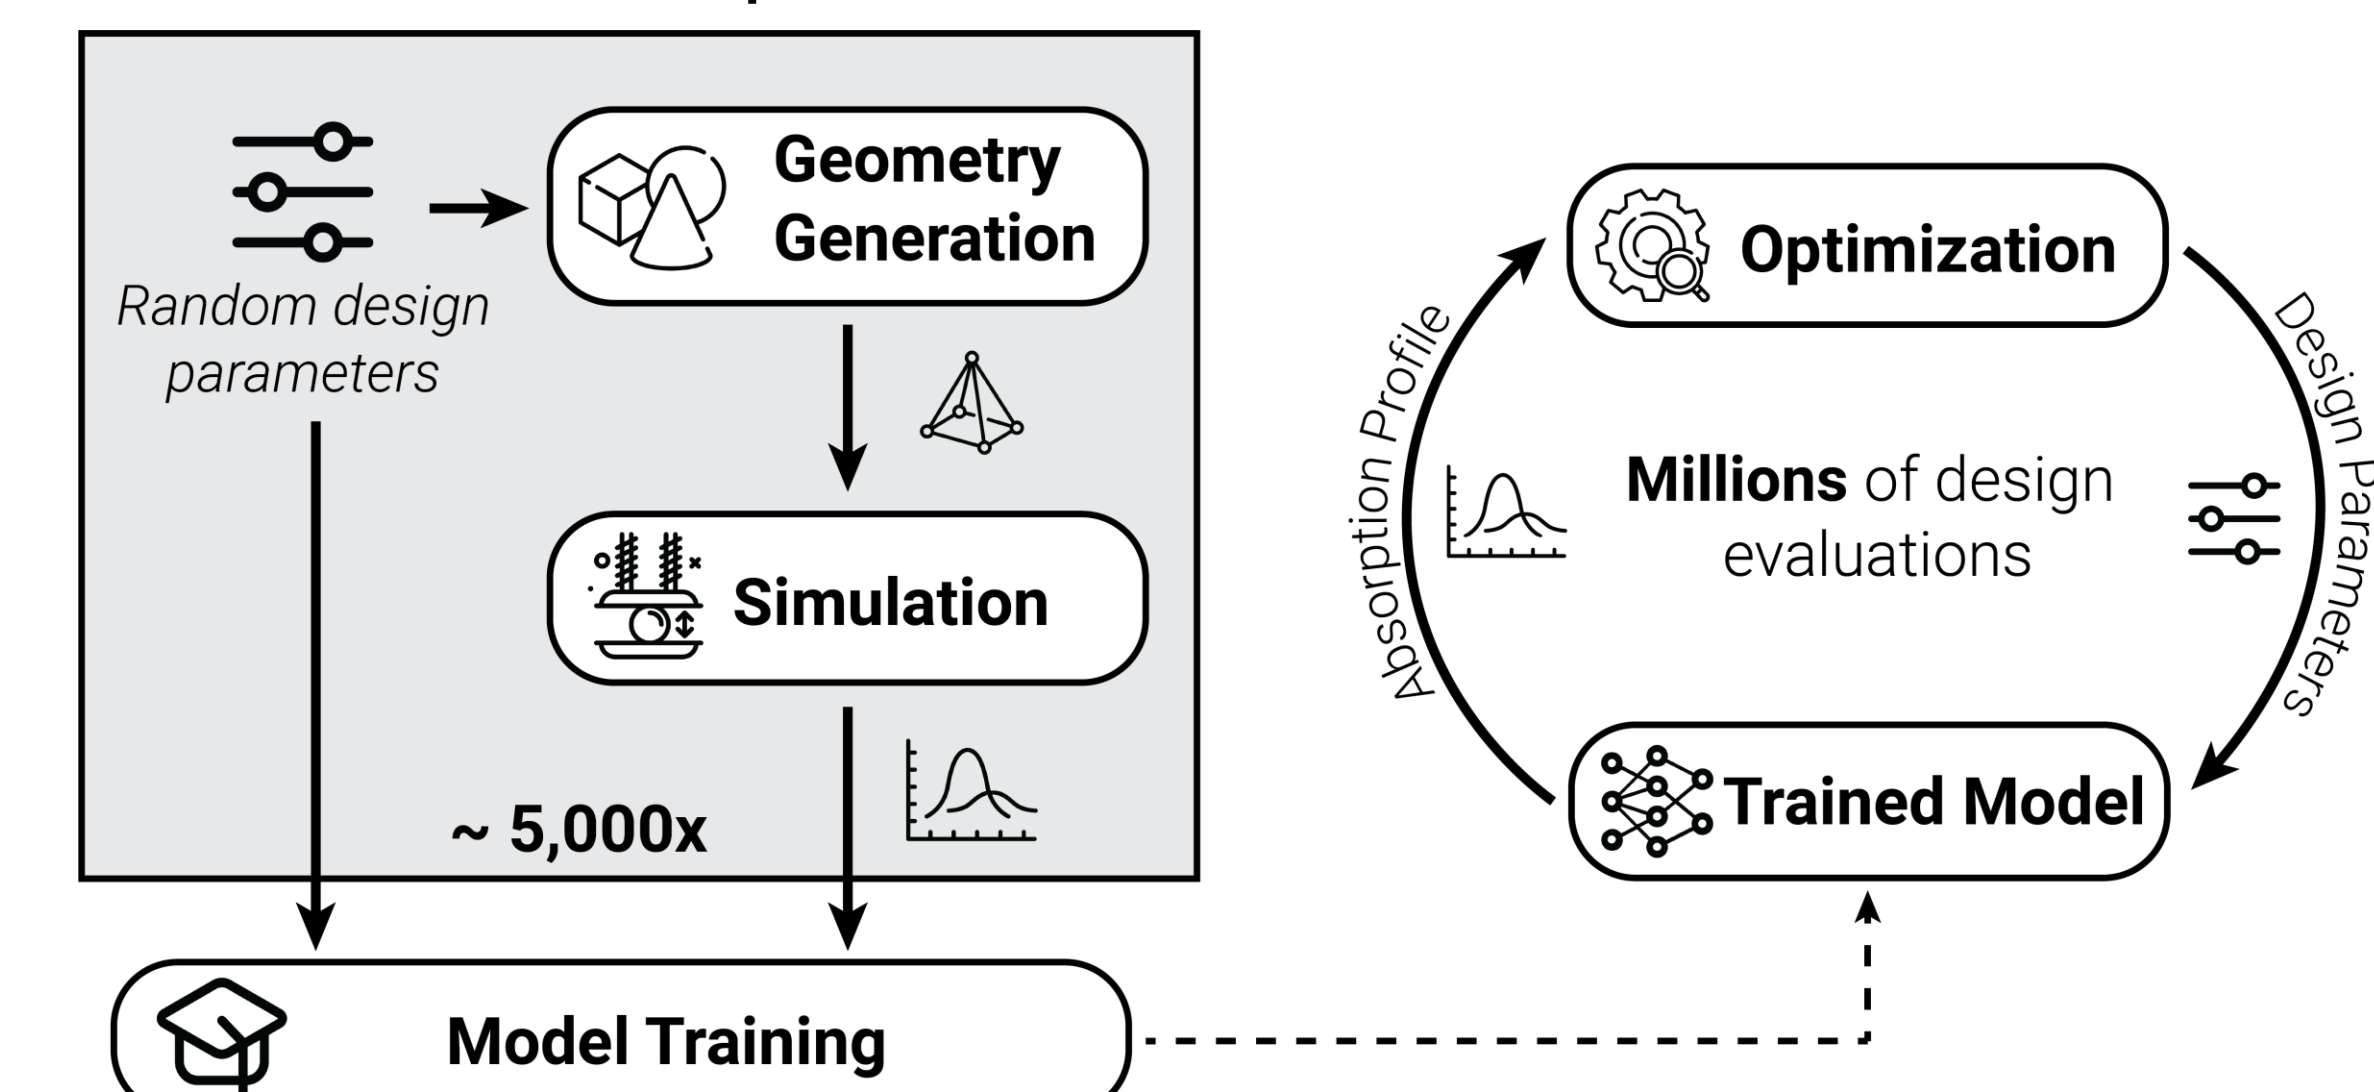 Random design
parameters
Geometry
Generation
Simulation
~ 5,000x
Model Training
Optimization
Absorption Profile
Millions of design
evaluations
Design Parameters
Trained Model